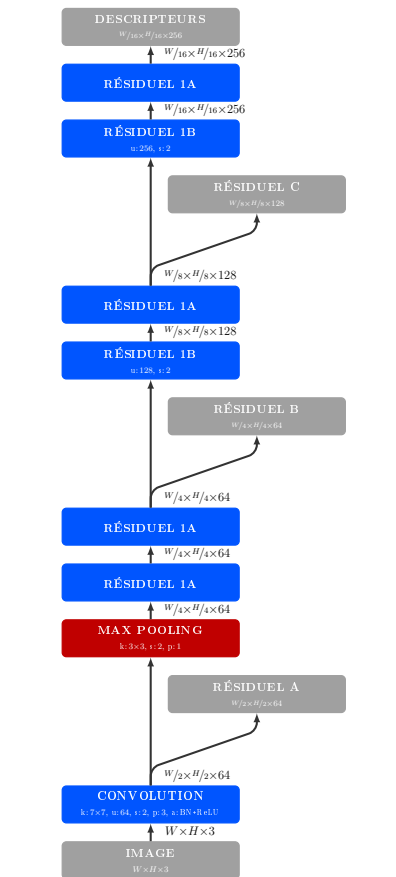 DESCRIPTEURS
W/16×H/16×256
W/16×H/16×256
RÉSIDUEL 1A
W/16×H/16×256
RÉSIDUEL 1B
u:256, s:2
RÉSIDUEL C
W/8×H/8×128
W/8×H/8×128
RÉSIDUEL 1A
W/8×H/8×128
RÉSIDUEL 1B
u:128, s:2
RÉSIDUEL B
W/4×H/4×64
W/4×H/4×64
RÉSIDUEL 1A
W/4×H/4×64
RÉSIDUEL 1A
W/4×H/4×64
MAX POOLING
k:3×3, s:2, p:1
RÉSIDUEL A
W/2×H/2×64
W/2×H/2×64
CONVOLUTION
k:7×7, u:64, s:2, p:3, a:BN+ReLU
W×H×3
IMAGE
W×H×3